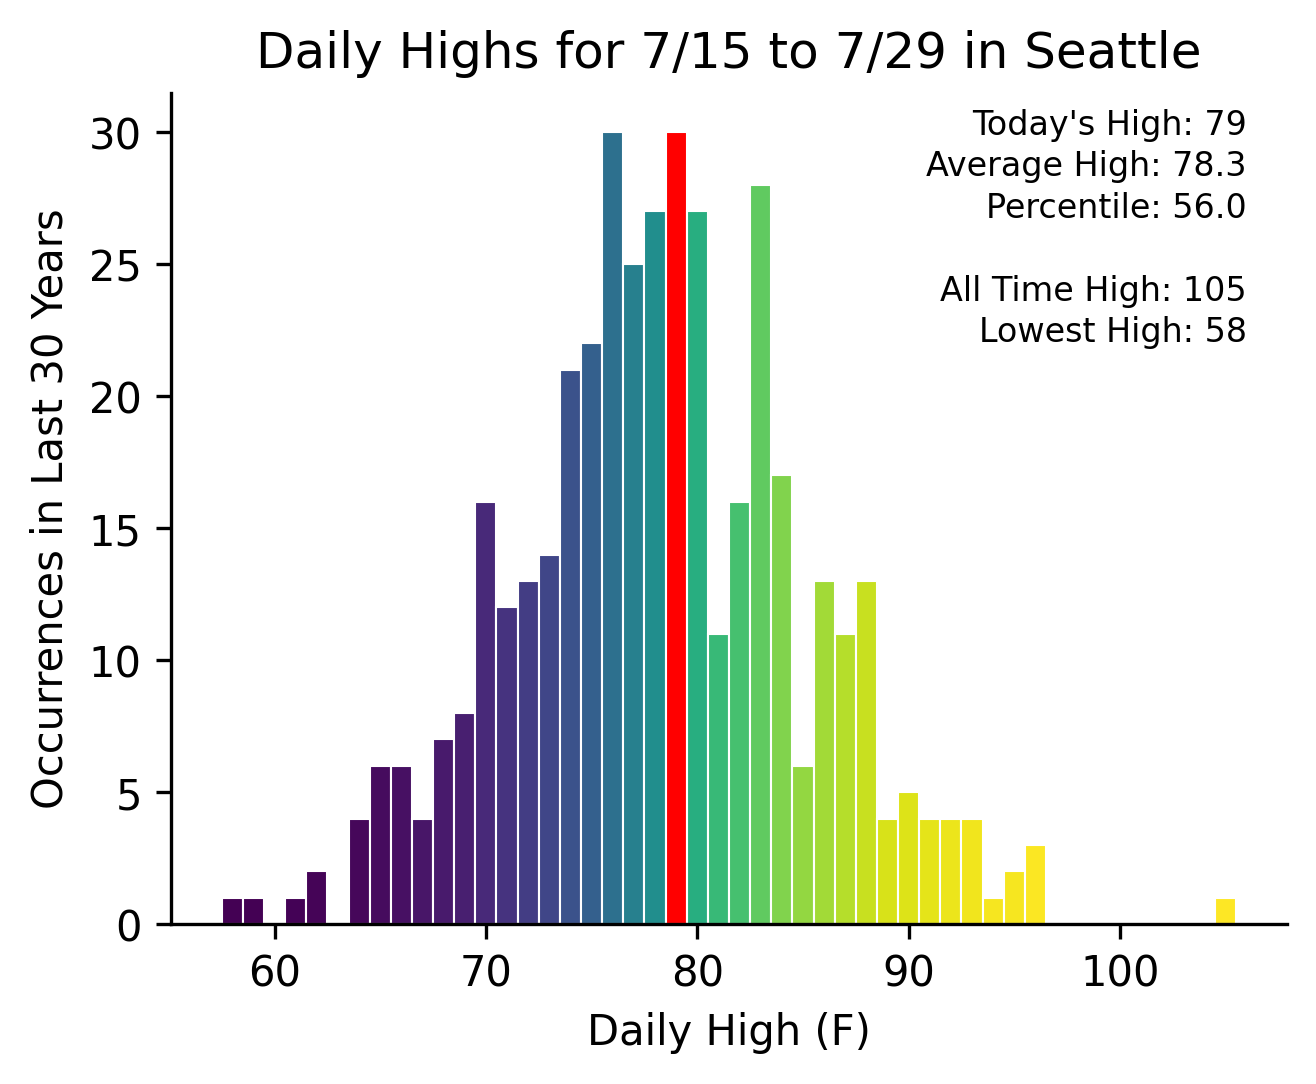 Daily Highs for 7/15 to 7/29 in Seattle
Today's High: 79
Average High: 78.3
Percentile: 56.0
All Time High: 105
Lowest High: 58
Occurrences in Last 30 Years
30
25
20
15
10
5
0
60 70 80 90 100
Daily High (F)